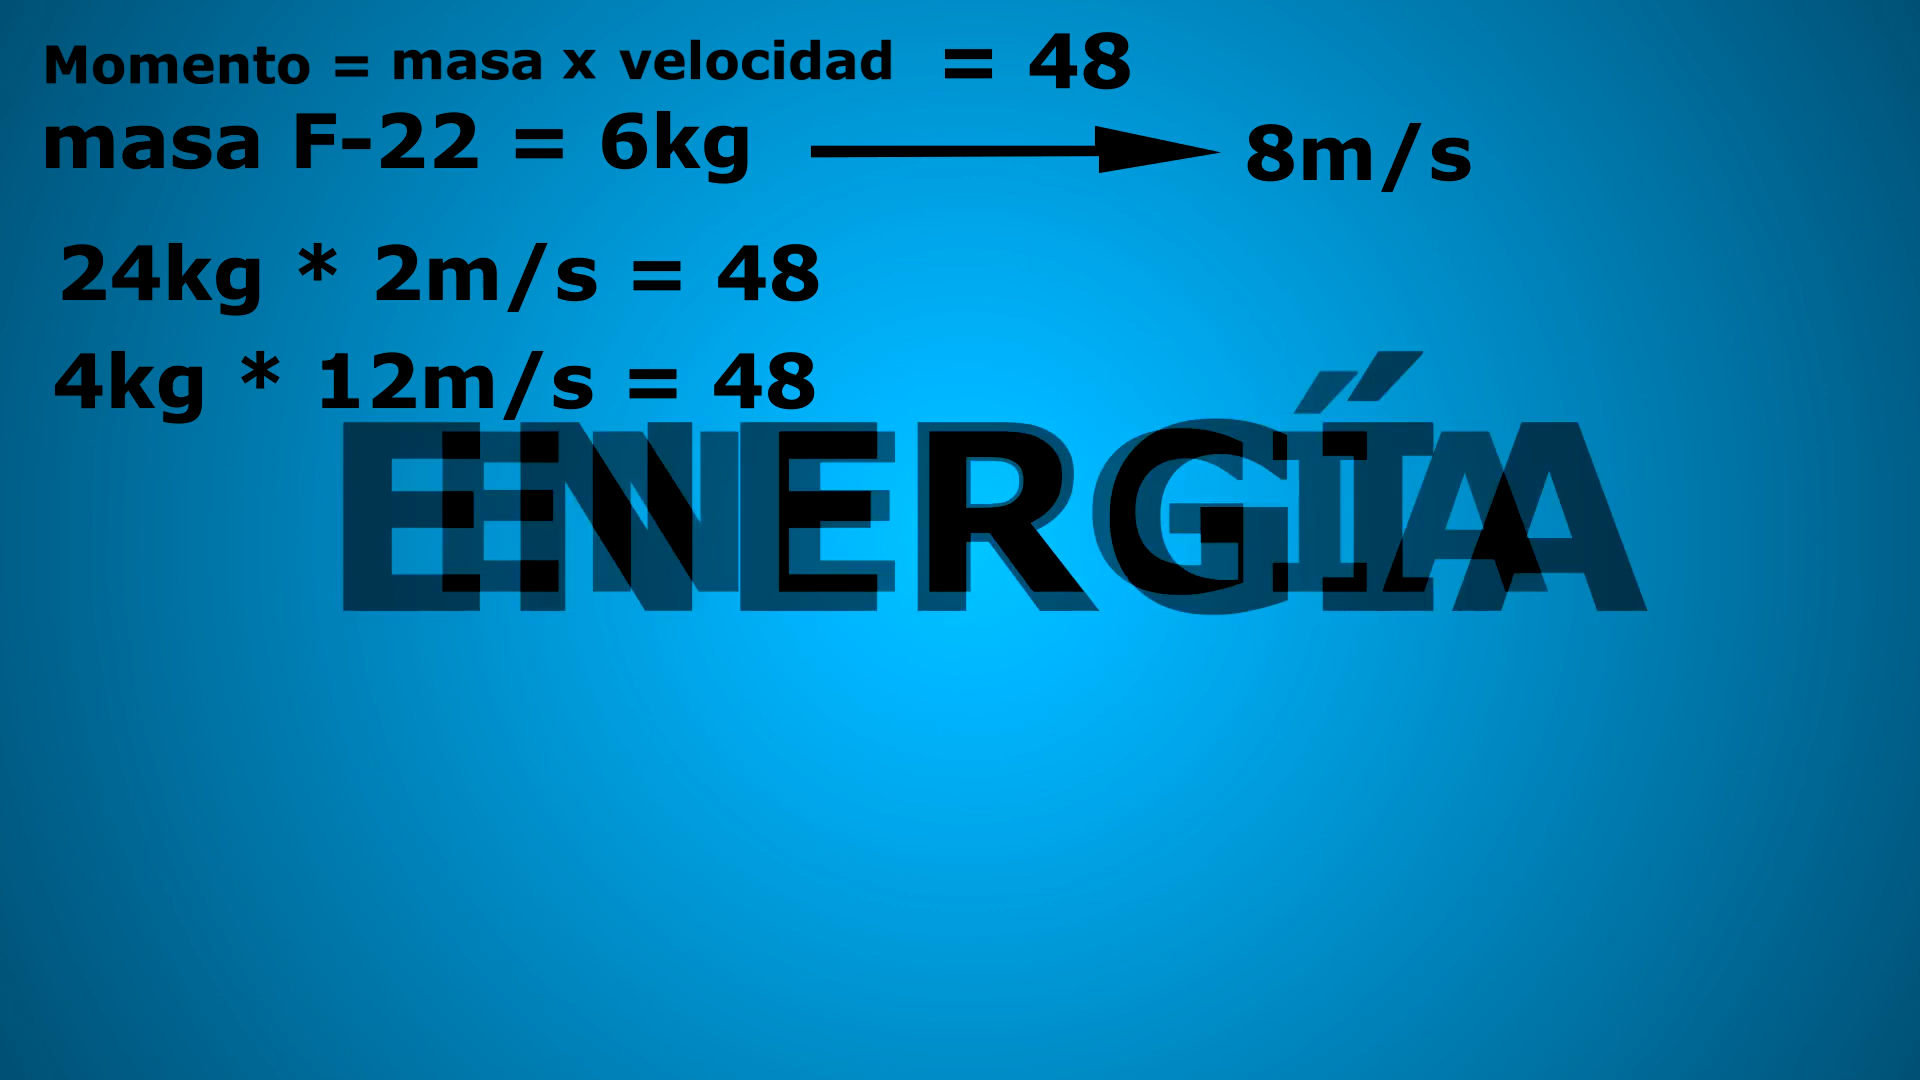 Momento = masa x velocidad = 48
masa F-22 = 6kg 8m/s
24kg * 2m/s = 48
4kg * 12m/s = 48
ENERGÍA